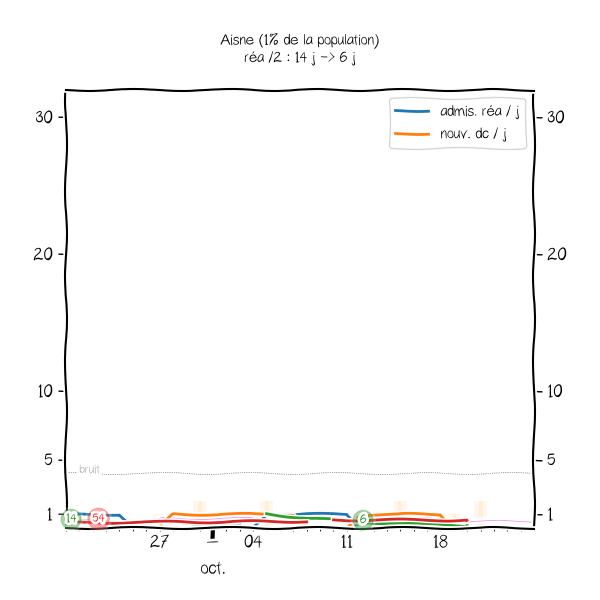 Aisne (1% de la population)
réa /2 : 14 j -> 6 j
admis. réa / j
nouv. dc / j
30
30
20
20
10
10
5
5
bruit
1
14
54
6
1
27
04
11
18
oct.